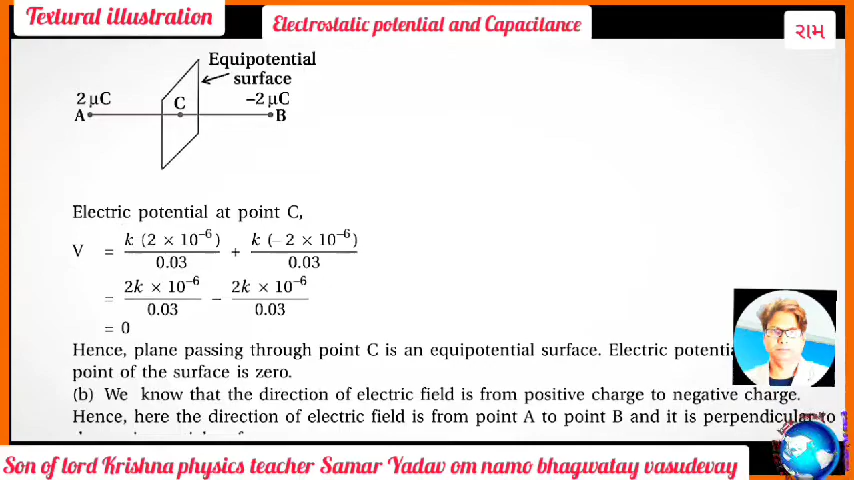 Textural illustration
Electrostatic potential and Capacitance
રામ
Equipotential
surface
2 μC
C
−2 μC
A
B
Electric potential at point C,
V = k (2 × 10⁻⁶) / 0.03 + k (− 2 × 10⁻⁶) / 0.03
= 2k × 10⁻⁶ / 0.03 − 2k × 10⁻⁶ / 0.03
= 0
Hence, plane passing through point C is an equipotential surface. Electric
point of the surface is zero.
(b) We know that the direction of electric field is from positive charge to negative charge.
Hence, here the direction of electric field is from point A to point B and it is perpendicular to
Son of lord Krishna physics teacher Samar Yadav om namo bhagwatay vasudevay